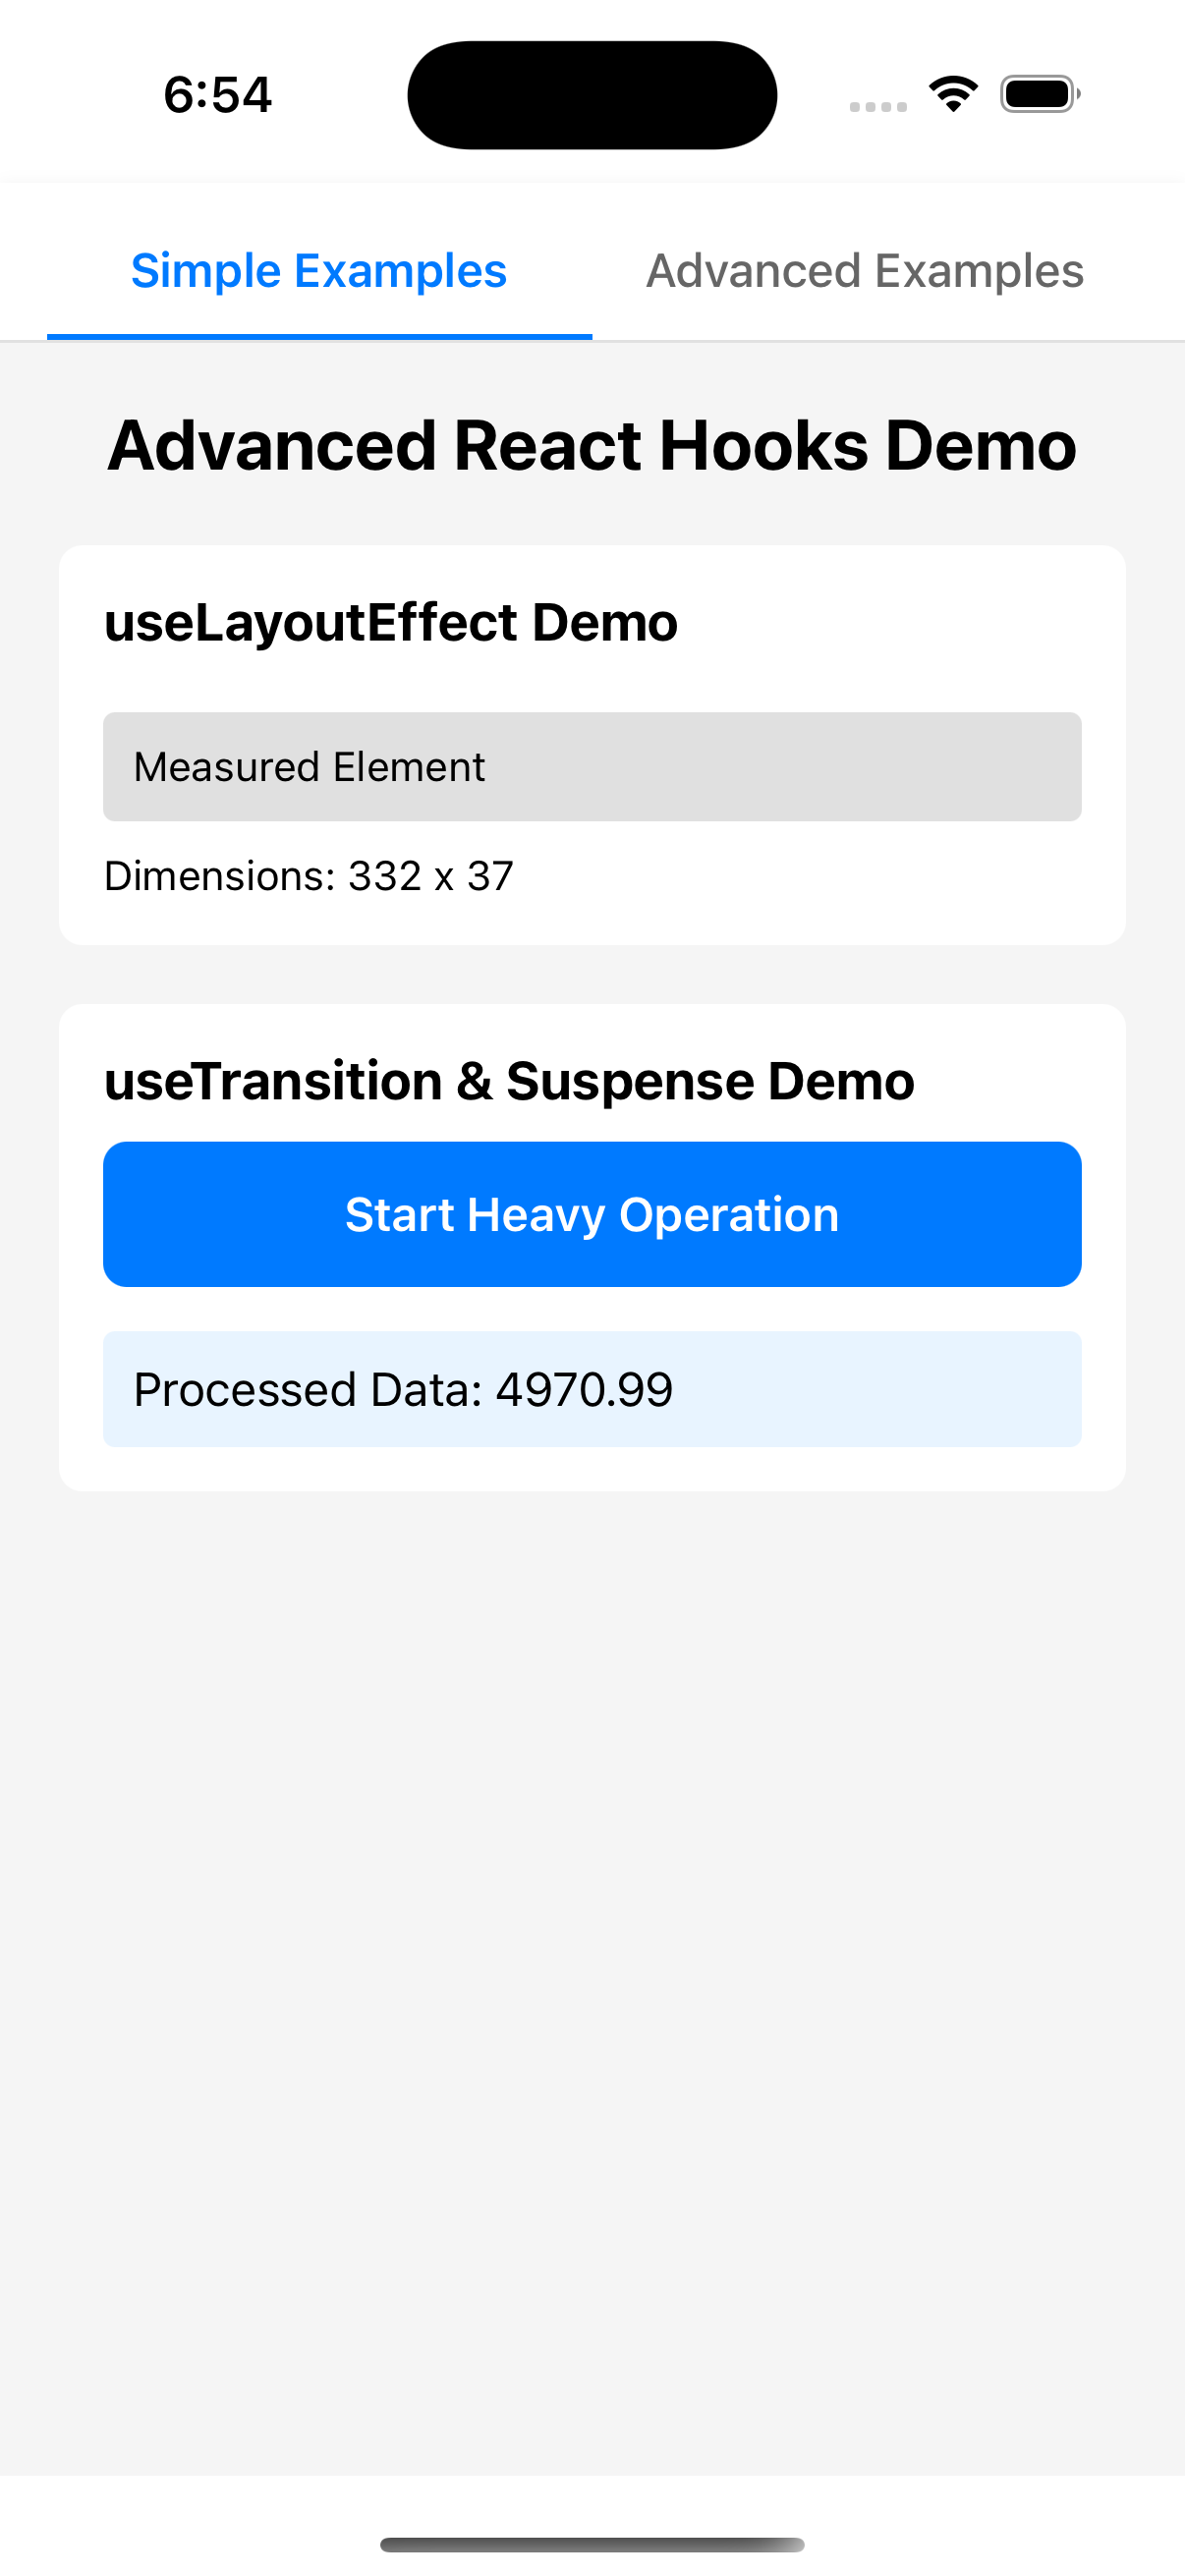 6:54
Simple Examples
Advanced Examples
Advanced React Hooks Demo
useLayoutEffect Demo
Measured Element
Dimensions: 332 x 37
useTransition & Suspense Demo
Start Heavy Operation
Processed Data: 4970.99